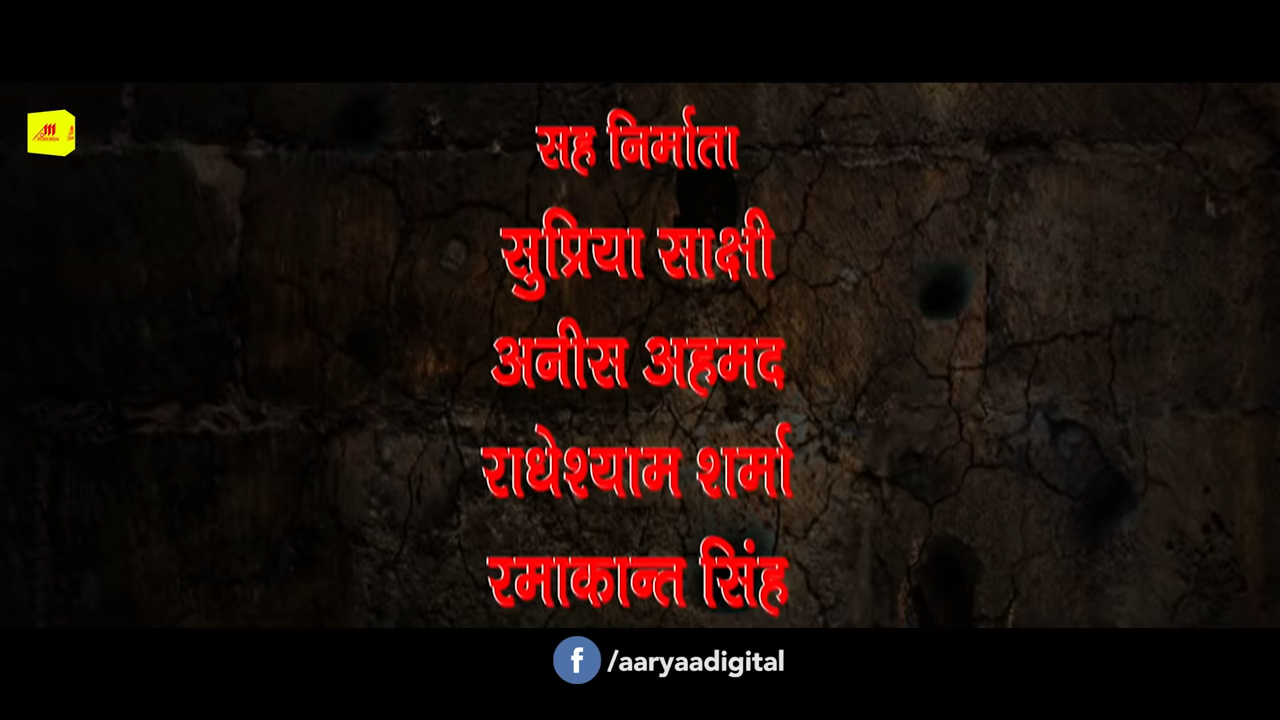 सह निर्माता
सुप्रिया साक्षी
अनीस अहमद
राधेश्याम शर्मा
रमाकान्त सिंह
f /aaryaadigital